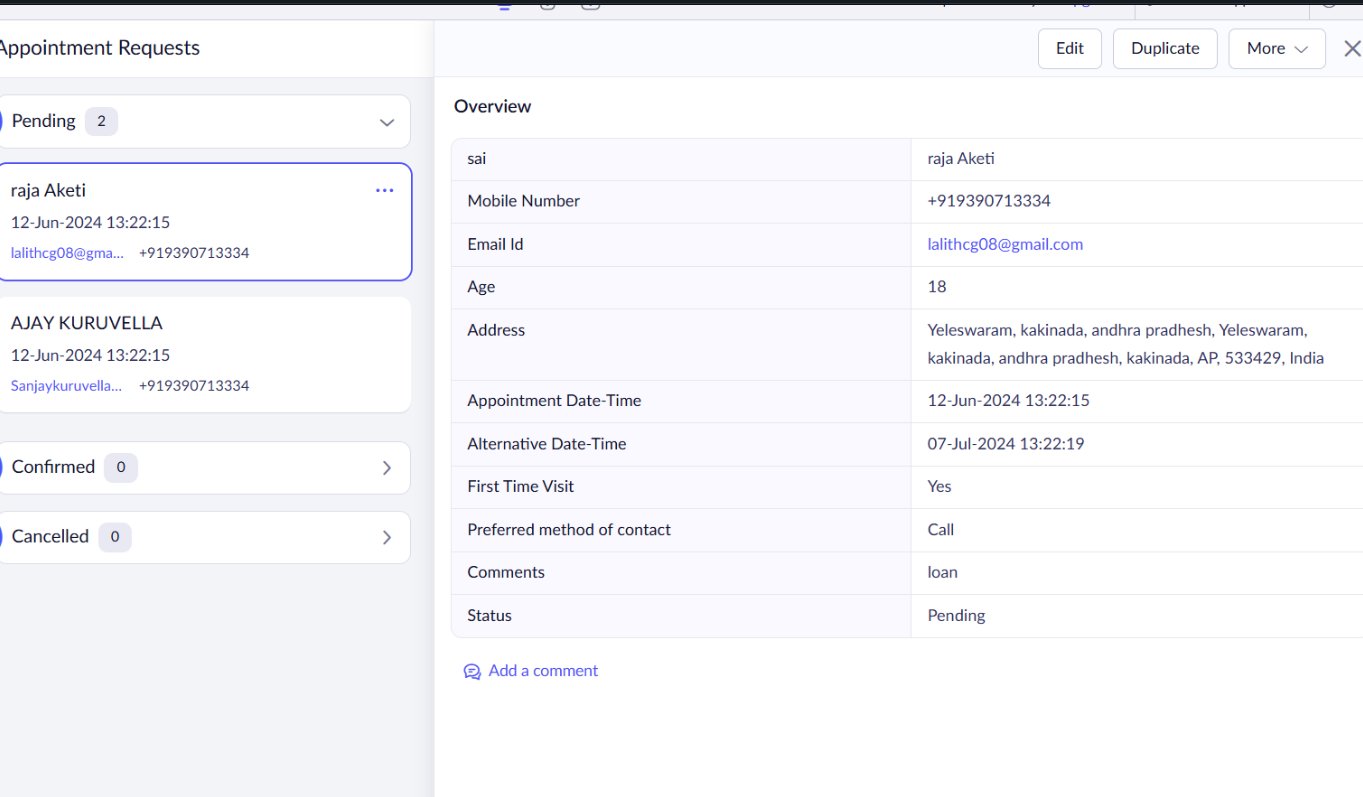 Appointment Requests
Edit Duplicate More
Pending 2
raja Aketi
12-Jun-2024 13:22:15
lalithcg08@gma... +919390713334
AJAY KURUVELLA
12-Jun-2024 13:22:15
Sanjaykuruvella... +919390713334
Confirmed 0
Cancelled 0
Overview
sai raja Aketi
Mobile Number +919390713334
Email Id lalithcg08@gmail.com
Age 18
Address Yeleswaram, kakinada, andhra pradhesh, Yeleswaram,
kakinada, andhra pradhesh, kakinada, AP, 533429, India
Appointment Date-Time 12-Jun-2024 13:22:15
Alternative Date-Time 07-Jul-2024 13:22:19
First Time Visit Yes
Preferred method of contact Call
Comments loan
Status Pending
Add a comment